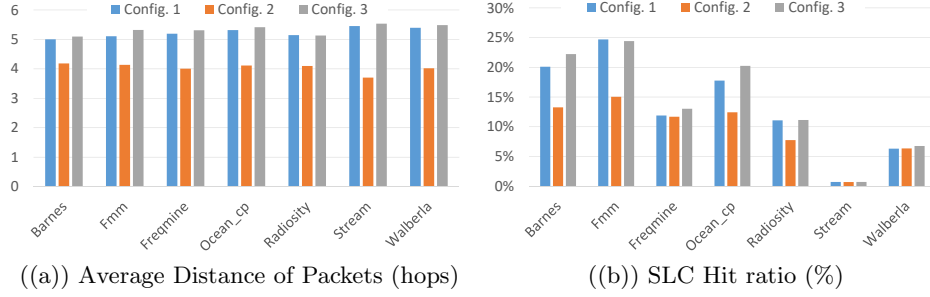 Config. 1 Config. 2 Config. 3
6
5
4
3
2
1
0
Barnes
Fmm
Freqmine
Ocean_cp
Radiosity
Stream
Walberla
((a)) Average Distance of Packets (hops)
Config. 1 Config. 2 Config. 3
30%
25%
20%
15%
10%
5%
0%
Barnes
Fmm
Freqmine
Ocean_cp
Radiosity
Stream
Walberla
((b)) SLC Hit ratio (%)